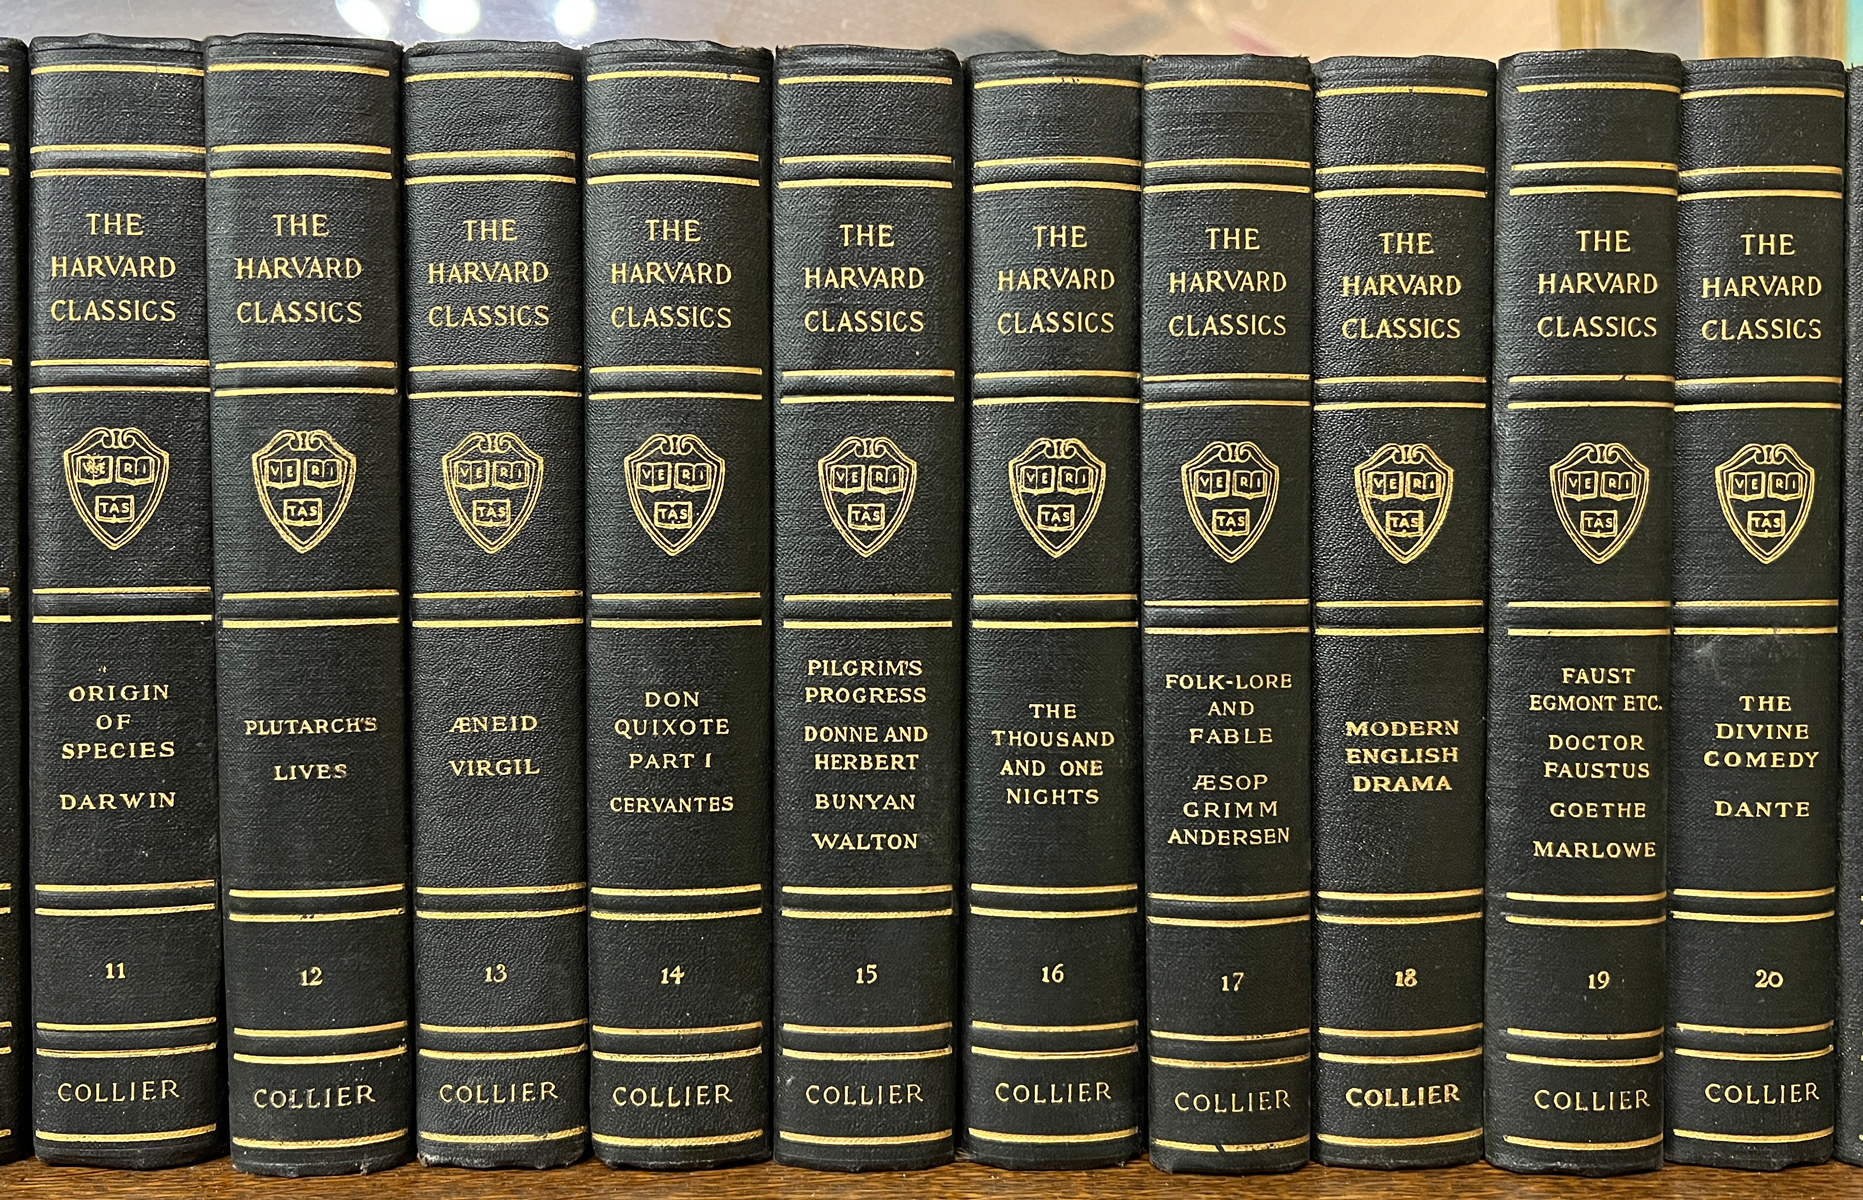 THE
HARVARD
CLASSICS
VE RI
TAS
ORIGIN
OF
SPECIES
DARWIN
11
COLLIER
THE
HARVARD
CLASSICS
VE RI
TAS
PLUTARCH'S
LIVES
12
COLLIER
THE
HARVARD
CLASSICS
VE RI
TAS
ÆNEID
VIRGIL
13
COLLIER
THE
HARVARD
CLASSICS
VE RI
TAS
DON
QUIXOTE
PART I
CERVANTES
14
COLLIER
THE
HARVARD
CLASSICS
VE RI
TAS
PILGRIM'S
PROGRESS
DONNE AND
HERBERT
BUNYAN
WALTON
15
COLLIER
THE
HARVARD
CLASSICS
VE RI
TAS
THE
THOUSAND
AND ONE
NIGHTS
16
COLLIER
THE
HARVARD
CLASSICS
VE RI
TAS
FOLK-LORE
AND
FABLE
ÆSOP
GRIMM
ANDERSEN
17
COLLIER
THE
HARVARD
CLASSICS
VE RI
TAS
MODERN
ENGLISH
DRAMA
18
COLLIER
THE
HARVARD
CLASSICS
VE RI
TAS
FAUST
EGMONT ETC.
DOCTOR
FAUSTUS
GOETHE
MARLOWE
19
COLLIER
THE
HARVARD
CLASSICS
VE RI
TAS
THE
DIVINE
COMEDY
DANTE
20
COLLIER